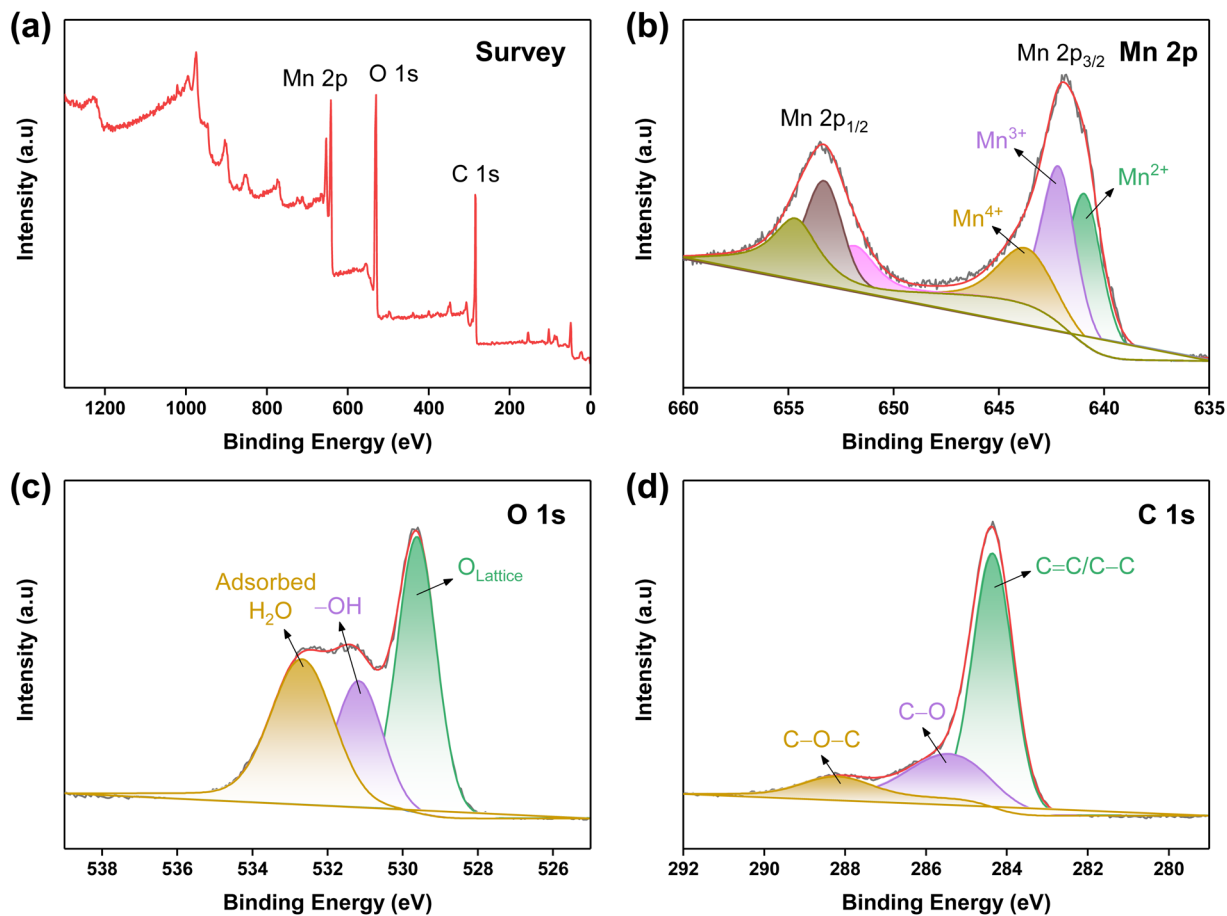 (a)
Survey
Mn 2p
O 1s
C 1s
Intensity (a.u)
1200 1000 800 600 400 200 0
Binding Energy (eV)
(b)
Mn 2p
Mn 2p3/2
Mn 2p1/2
Mn3+
Mn2+
Mn4+
Intensity (a.u)
660 655 650 645 640 635
Binding Energy (eV)
(c)
O 1s
OLattice
Adsorbed
H2O
–OH
Intensity (a.u)
538 536 534 532 530 528 526
Binding Energy (eV)
(d)
C 1s
C=C/C–C
C–O
C–O–C
Intensity (a.u)
292 290 288 286 284 282 280
Binding Energy (eV)